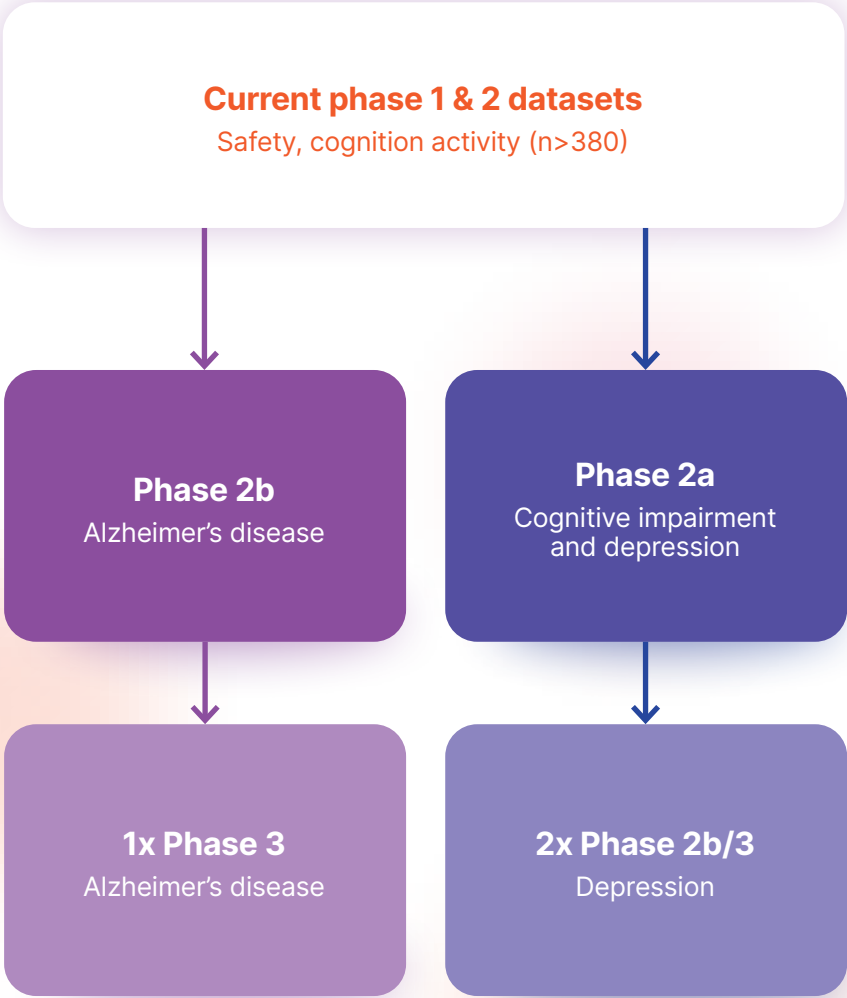 Current phase 1 & 2 datasets
Safety, cognition activity (n>380)
Phase 2b
Alzheimer’s disease
Phase 2a
Cognitive impairment
and depression
1x Phase 3
Alzheimer’s disease
2x Phase 2b/3
Depression